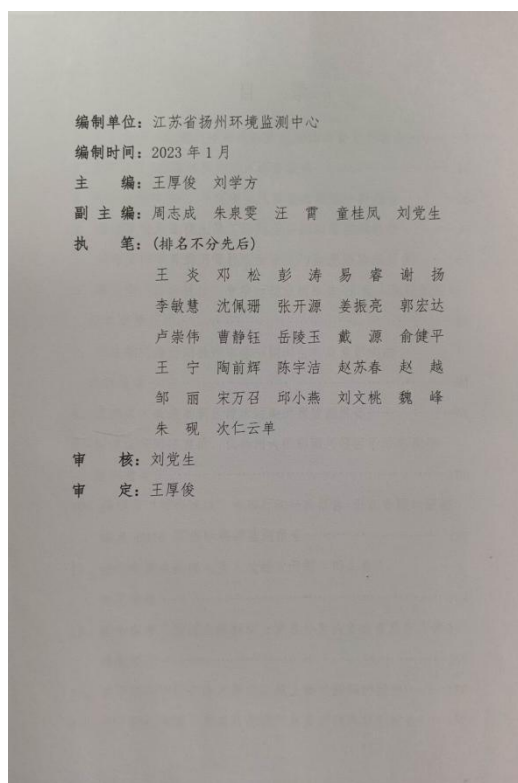 编制单位：江苏省扬州环境监测中心
编制时间：2023年1月
主 编：王厚俊 刘学方
副 主 编：周志成 朱泉雯 汪 霄 童桂凤 刘党生
执 笔：(排名不分先后)
王 炎 邓 松 彭 涛 易 睿 谢 扬
李敏慧 沈佩珊 张开源 姜振亮 郭宏达
卢崇伟 曹静钰 岳陵玉 戴 源 俞健平
王 宁 陶前辉 陈宇洁 赵苏春 赵 越
邹 丽 宋万召 邱小燕 刘文桃 魏 峰
朱 砚 次仁云单
审 核：刘党生
审 定：王厚俊